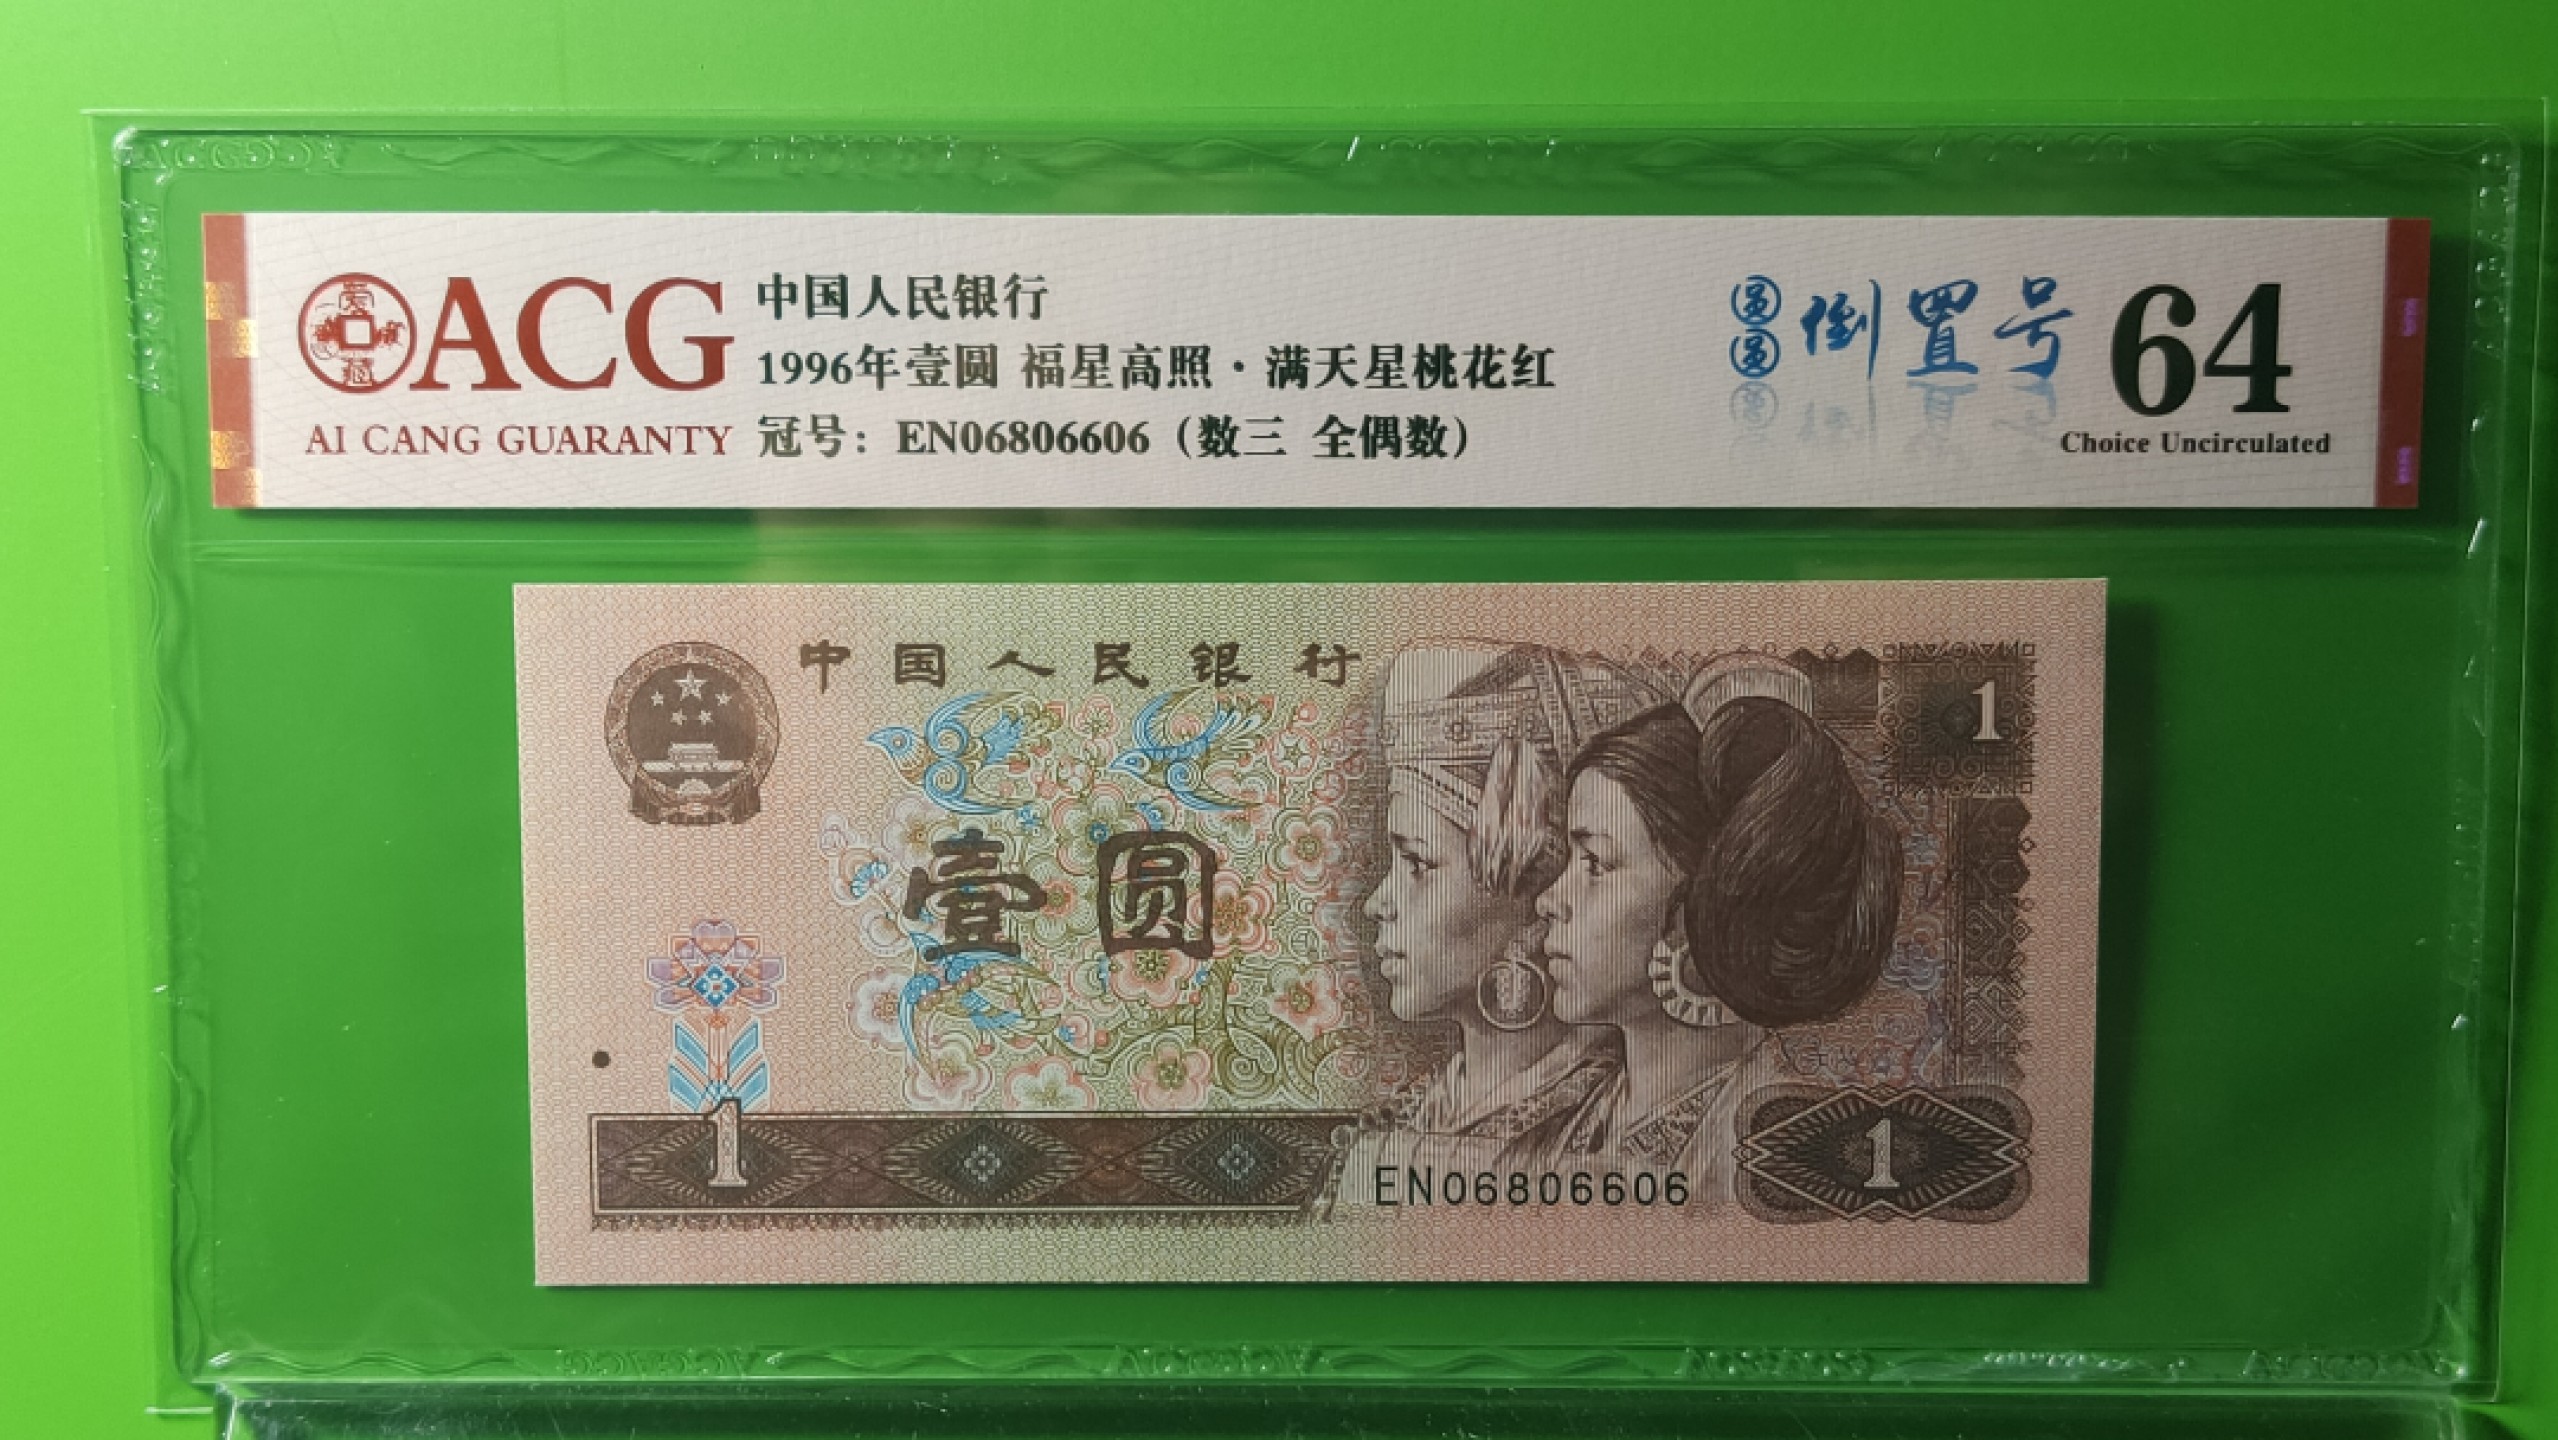 ACG
AI CANG GUARANTY
中国人民银行
1996年壹圆 福星高照·满天星桃花红
冠号：EN06806606（数三 全偶数）
圆圆 倒置号
64
Choice Uncirculated
中国人民银行
1
壹圆
1
EN06806606
1